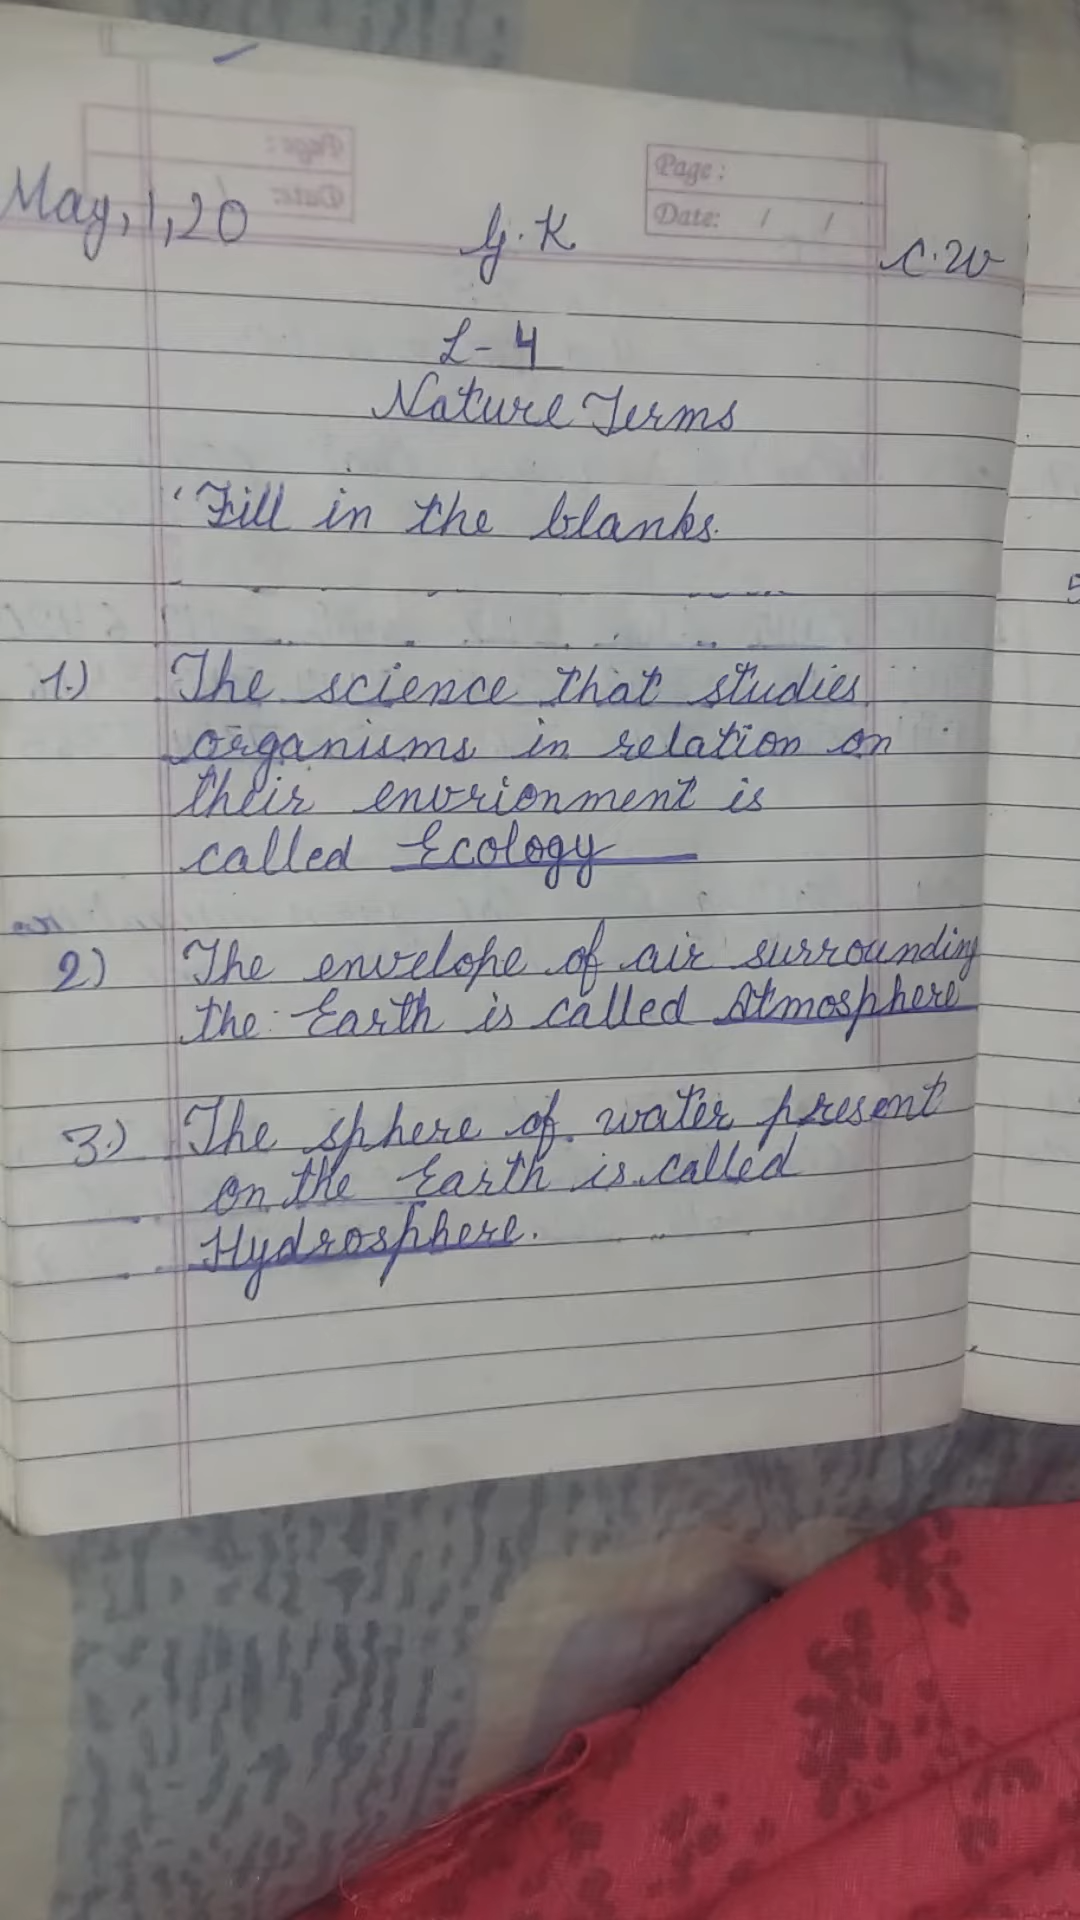 Page:
Date: / /
May, 1, 20
G.K
C.W
L-4
Nature Terms
Fill in the blanks.
1.) The science that studies
organisms in relation on
their envrionment is
called Ecology
2) The envelope of air surrounding
the Earth is called Atmosphere
3.) The sphere of water present
on the Earth is called
Hydrosphere.
5